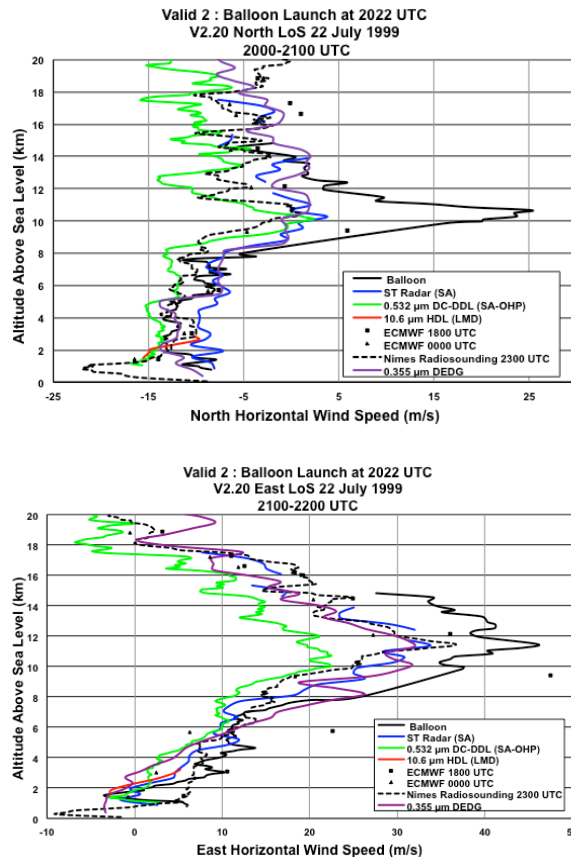 Valid 2 : Balloon Launch at 2022 UTC
V2.20 North LoS 22 July 1999
2000-2100 UTC
Altitude Above Sea Level (km)
20
18
16
14
12
10
8
6
4
2
0
Balloon
ST Radar (SA)
0.532 µm DC-DDL (SA-OHP)
10.6 µm HDL (LMD)
ECMWF 1800 UTC
ECMWF 0000 UTC
Nimes Radiosounding 2300 UTC
0.355 µm DEDG
-25 -15 -5 5 15 25
North Horizontal Wind Speed (m/s)
Valid 2 : Balloon Launch at 2022 UTC
V2.20 East LoS 22 July 1999
2100-2200 UTC
Altitude Above Sea Level (km)
20
18
16
14
12
10
8
6
4
2
0
Balloon
ST Radar (SA)
0.532 µm DC-DDL (SA-OHP)
10.6 µm HDL (LMD)
ECMWF 1800 UTC
ECMWF 0000 UTC
Nimes Radiosounding 2300 UTC
0.355 µm DEDG
-10 0 10 20 30 40 50
East Horizontal Wind Speed (m/s)